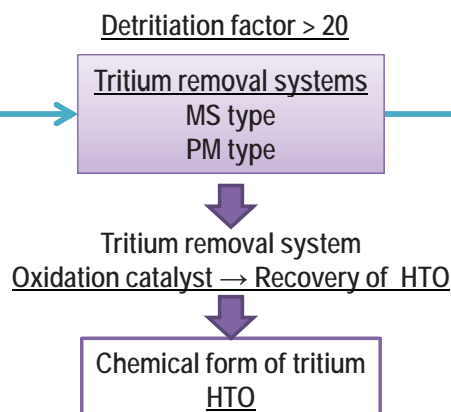 Detritiation factor > 20
Tritium removal systems
MS type
PM type
Tritium removal system
Oxidation catalyst → Recovery of HTO
Chemical form of tritium
HTO